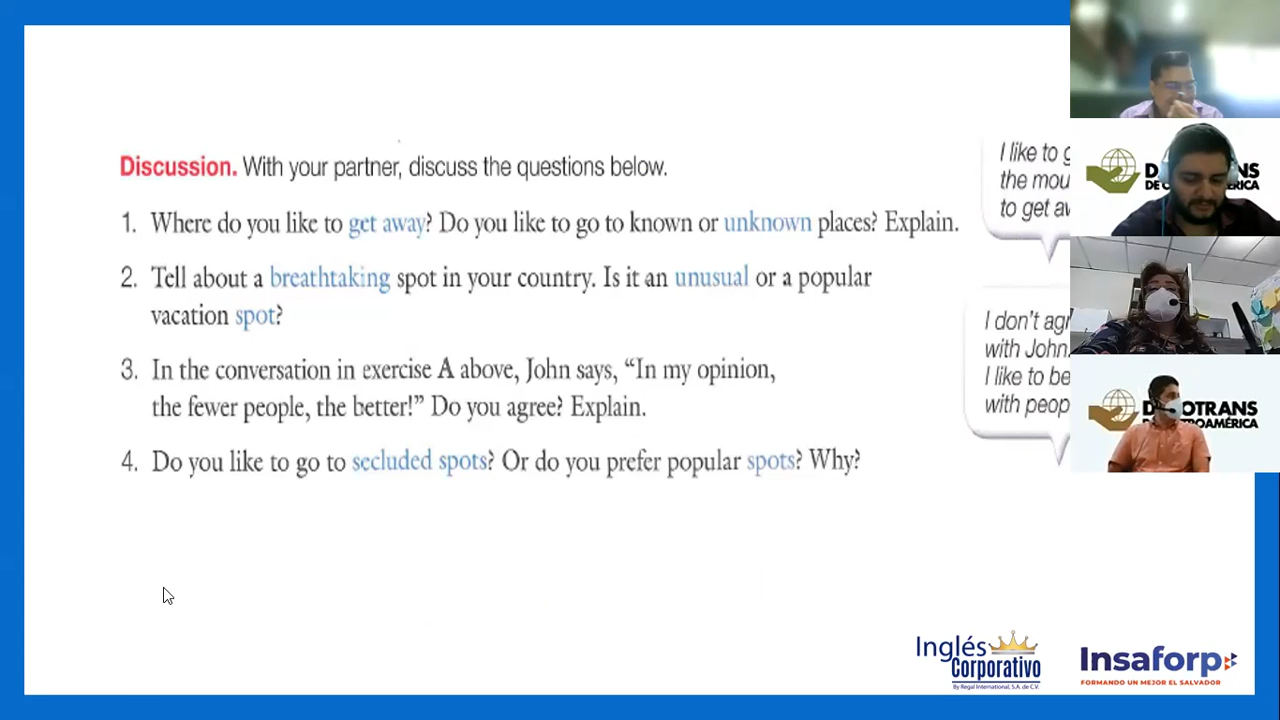 Discussion. With your partner, discuss the questions below.
1. Where do you like to get away? Do you like to go to known or unknown places? Explain.
2. Tell about a breathtaking spot in your country. Is it an unusual or a popular
vacation spot?
3. In the conversation in exercise A above, John says, “In my opinion,
the fewer people, the better!” Do you agree? Explain.
4. Do you like to go to secluded spots? Or do you prefer popular spots? Why?
I like to
the
to get
I don't
with John.
I like to be
with
TRANS
Inglés
Corporativo
By Regal International, S.A. de C.V.
Insaforp
FORMANDO UN MEJOR EL SALVADOR